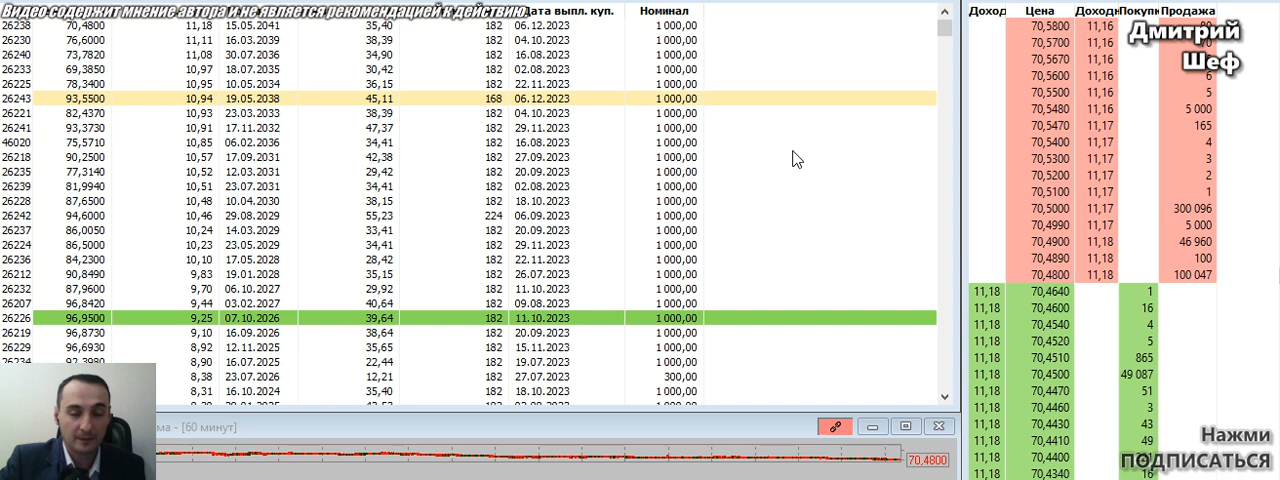 Видео содержит мнение автора и не является рекомендацией к действию
Дата выпл. куп. Номинал
26238 70,4800 11,18 15.05.2041 35,40 182 06.12.2023 1 000,00
26230 76,6000 11,11 16.03.2039 38,39 182 04.10.2023 1 000,00
26240 73,7820 11,08 30.07.2036 34,90 182 16.08.2023 1 000,00
26233 69,3850 10,97 18.07.2035 30,42 182 02.08.2023 1 000,00
26225 78,3400 10,95 10.05.2034 36,15 182 22.11.2023 1 000,00
26243 93,5500 10,94 19.05.2038 45,11 168 06.12.2023 1 000,00
26221 82,4370 10,93 23.03.2033 38,39 182 04.10.2023 1 000,00
26241 93,3730 10,91 17.11.2032 47,37 182 29.11.2023 1 000,00
46020 75,5710 10,85 06.02.2036 34,41 182 16.08.2023 1 000,00
26218 90,2500 10,57 17.09.2031 42,38 182 27.09.2023 1 000,00
26235 77,3140 10,52 12.03.2031 29,42 182 20.09.2023 1 000,00
26239 81,9940 10,51 23.07.2031 34,41 182 02.08.2023 1 000,00
26228 87,6500 10,48 10.04.2030 38,15 182 18.10.2023 1 000,00
26242 94,6000 10,46 29.08.2029 55,23 224 06.09.2023 1 000,00
26237 86,0050 10,24 14.03.2029 33,41 182 20.09.2023 1 000,00
26224 86,5000 10,23 23.05.2029 34,41 182 29.11.2023 1 000,00
26236 84,2300 10,10 17.05.2028 28,42 182 22.11.2023 1 000,00
26212 90,8490 9,83 19.01.2028 35,15 182 26.07.2023 1 000,00
26232 87,9600 9,70 06.10.2027 29,92 182 11.10.2023 1 000,00
26207 96,8420 9,44 03.02.2027 40,64 182 09.08.2023 1 000,00
26226 96,9500 9,25 07.10.2026 39,64 182 11.10.2023 1 000,00
26219 96,8730 9,10 16.09.2026 38,64 182 20.09.2023 1 000,00
26229 96,6930 8,92 12.11.2025 35,65 182 15.11.2023 1 000,00
26234 92,3980 8,90 16.07.2025 22,44 182 19.07.2023 1 000,00
8,38 23.07.2026 12,21 182 27.07.2023 300,00
8,31 16.10.2024 35,40 182 18.10.2023 1 000,00
ма - [60 минут]
70,4800
Доход Цена Доходн Покупк Продажа
70,5800 11,16
70,5700 11,16
70,5670 11,16
70,5600 11,16 6
70,5500 11,16 5
70,5480 11,16 5 000
70,5470 11,17 165
70,5400 11,17 4
70,5300 11,17 3
70,5200 11,17 2
70,5100 11,17 1
70,5000 11,17 300 096
70,4990 11,17 5 000
70,4900 11,18 46 960
70,4890 11,18 100
70,4800 11,18 100 047
11,18 70,4640 1
11,18 70,4600 16
11,18 70,4540 4
11,18 70,4520 5
11,18 70,4510 865
11,18 70,4500 49 087
11,18 70,4470 51
11,18 70,4460 3
11,18 70,4430 43
11,18 70,4410 49
11,18 70,4400
11,18 70,4340 16
Дмитрий
Шеф
Нажми
ПОДПИСАТЬСЯ